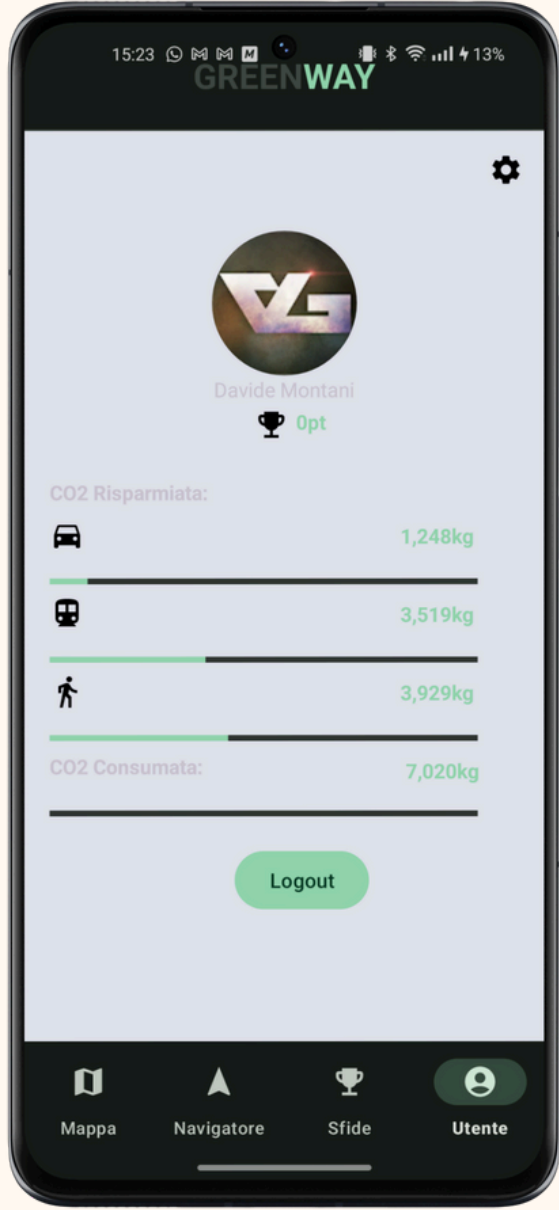 15:23 13%
GREENWAY
Davide Montani
0pt
CO2 Risparmiata:
1,248kg
3,519kg
3,929kg
CO2 Consumata: 7,020kg
Logout
Mappa Navigatore Sfide Utente